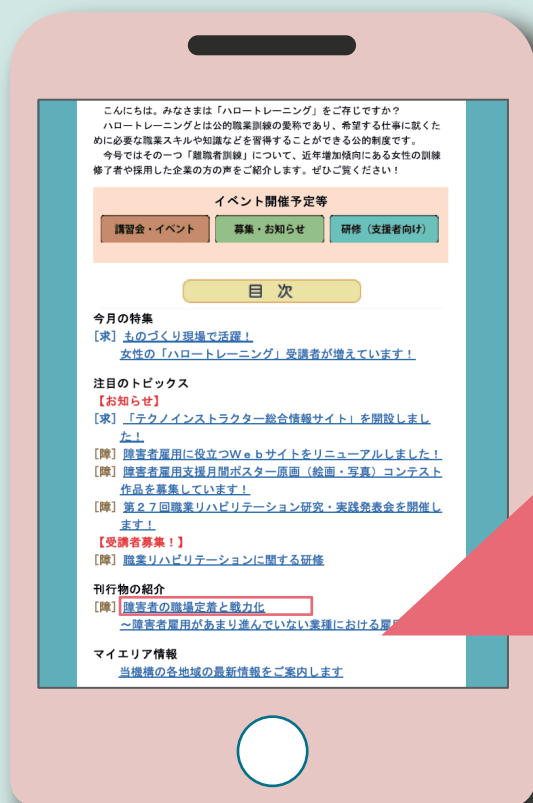 こんにちは。みなさまは「ハロートレーニング」をご存じですか？
ハロートレーニングとは公的職業訓練の愛称であり、希望する仕事に就くた
めに必要な職業スキルや知識などを習得することができる公的制度です。
今号ではその一つ「離職者訓練」について、近年増加傾向にある女性の訓練
修了者や採用した企業の方の声をご紹介します。ぜひご覧ください！
イベント開催予定等
講習会・イベント 募集・お知らせ 研修（支援者向け）
目 次
今月の特集
[求] ものづくり現場で活躍！
女性の「ハロートレーニング」受講者が増えています！
注目のトピックス
【お知らせ】
[求] 「テクノインストラクター総合情報サイト」を開設しまし
た！
[障] 障害者雇用に役立つＷｅｂサイトをリニューアルしました！
[障] 障害者雇用支援月間ポスター原画（絵画・写真）コンテスト
作品を募集しています！
[障] 第２７回職業リハビリテーション研究・実践発表会を開催し
ます！
【受講者募集！】
[障] 職業リハビリテーションに関する研修
刊行物の紹介
[障] 障害者の職場定着と戦力化
～障害者雇用があまり進んでいない業種における雇
マイエリア情報
当機構の各地域の最新情報をご案内します